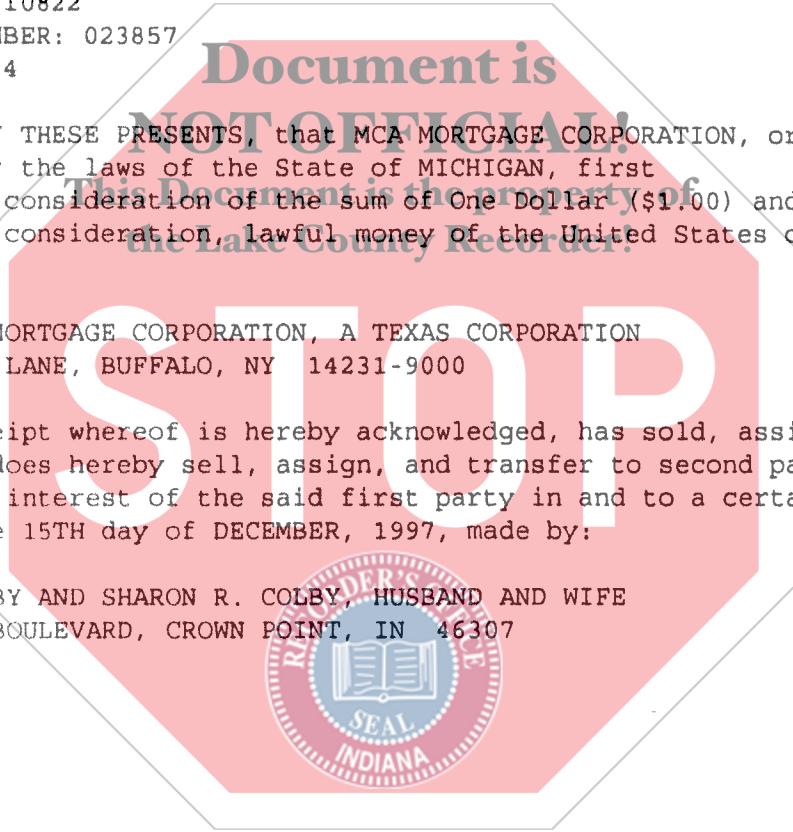 10822
MBER: 023857
4
Document is
NOT OFFICIAL!
This Document is the property of
the Lake County Recorder!
THESE PRESENTS, that MCA MORTGAGE CORPORATION, or
the laws of the State of MICHIGAN, first
consideration of the sum of One Dollar ($1.00) and
consideration, lawful money of the United States o
MORTGAGE CORPORATION, A TEXAS CORPORATION
LANE, BUFFALO, NY 14231-9000
STOP
eipt whereof is hereby acknowledged, has sold, assi
does hereby sell, assign, and transfer to second pa
interest of the said first party in and to a certa
e 15TH day of DECEMBER, 1997, made by:
BY AND SHARON R. COLBY, HUSBAND AND WIFE
BOULEVARD, CROWN POINT, IN 46307
RECORDER'S OFFICE
SEAL
INDIANA